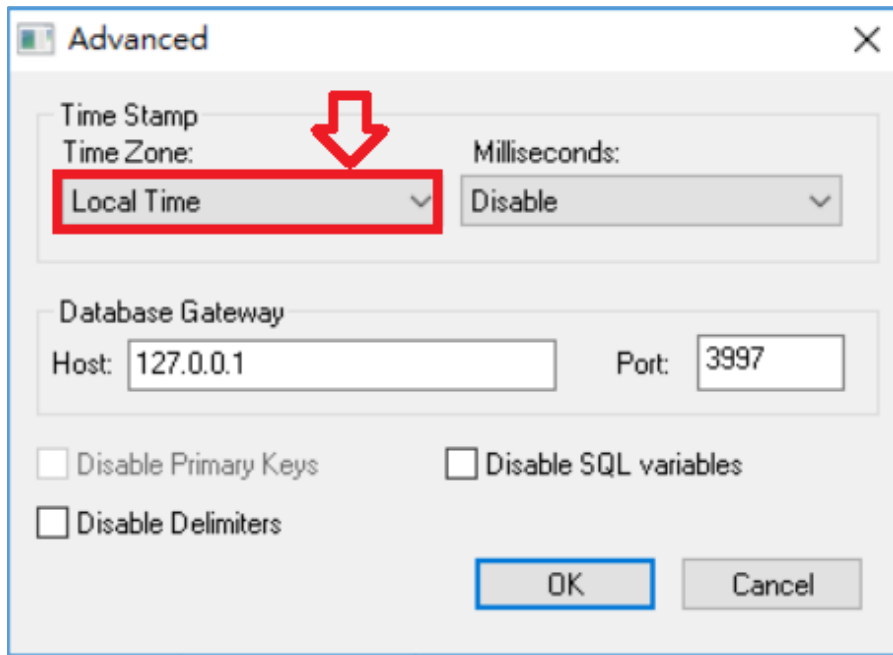 Advanced
Time Stamp
Time Zone: Milliseconds:
Local Time Disable
Database Gateway
Host: 127.0.0.1 Port: 3997
Disable Primary Keys Disable SQL variables
Disable Delimiters
OK Cancel